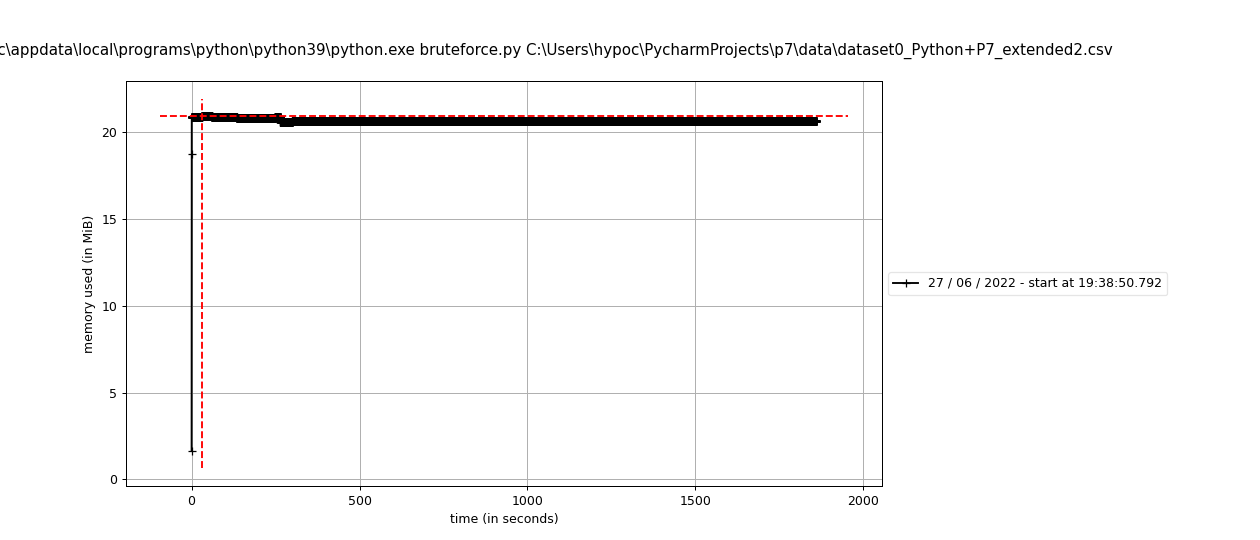 c\appdata\local\programs\python\python39\python.exe bruteforce.py C:\Users\hypoc\PycharmProjects\p7\data\dataset0_Python+P7_extended2.csv
20
15
10
5
0
memory used (in MiB)
0 500 1000 1500 2000
time (in seconds)
27 / 06 / 2022 - start at 19:38:50.792